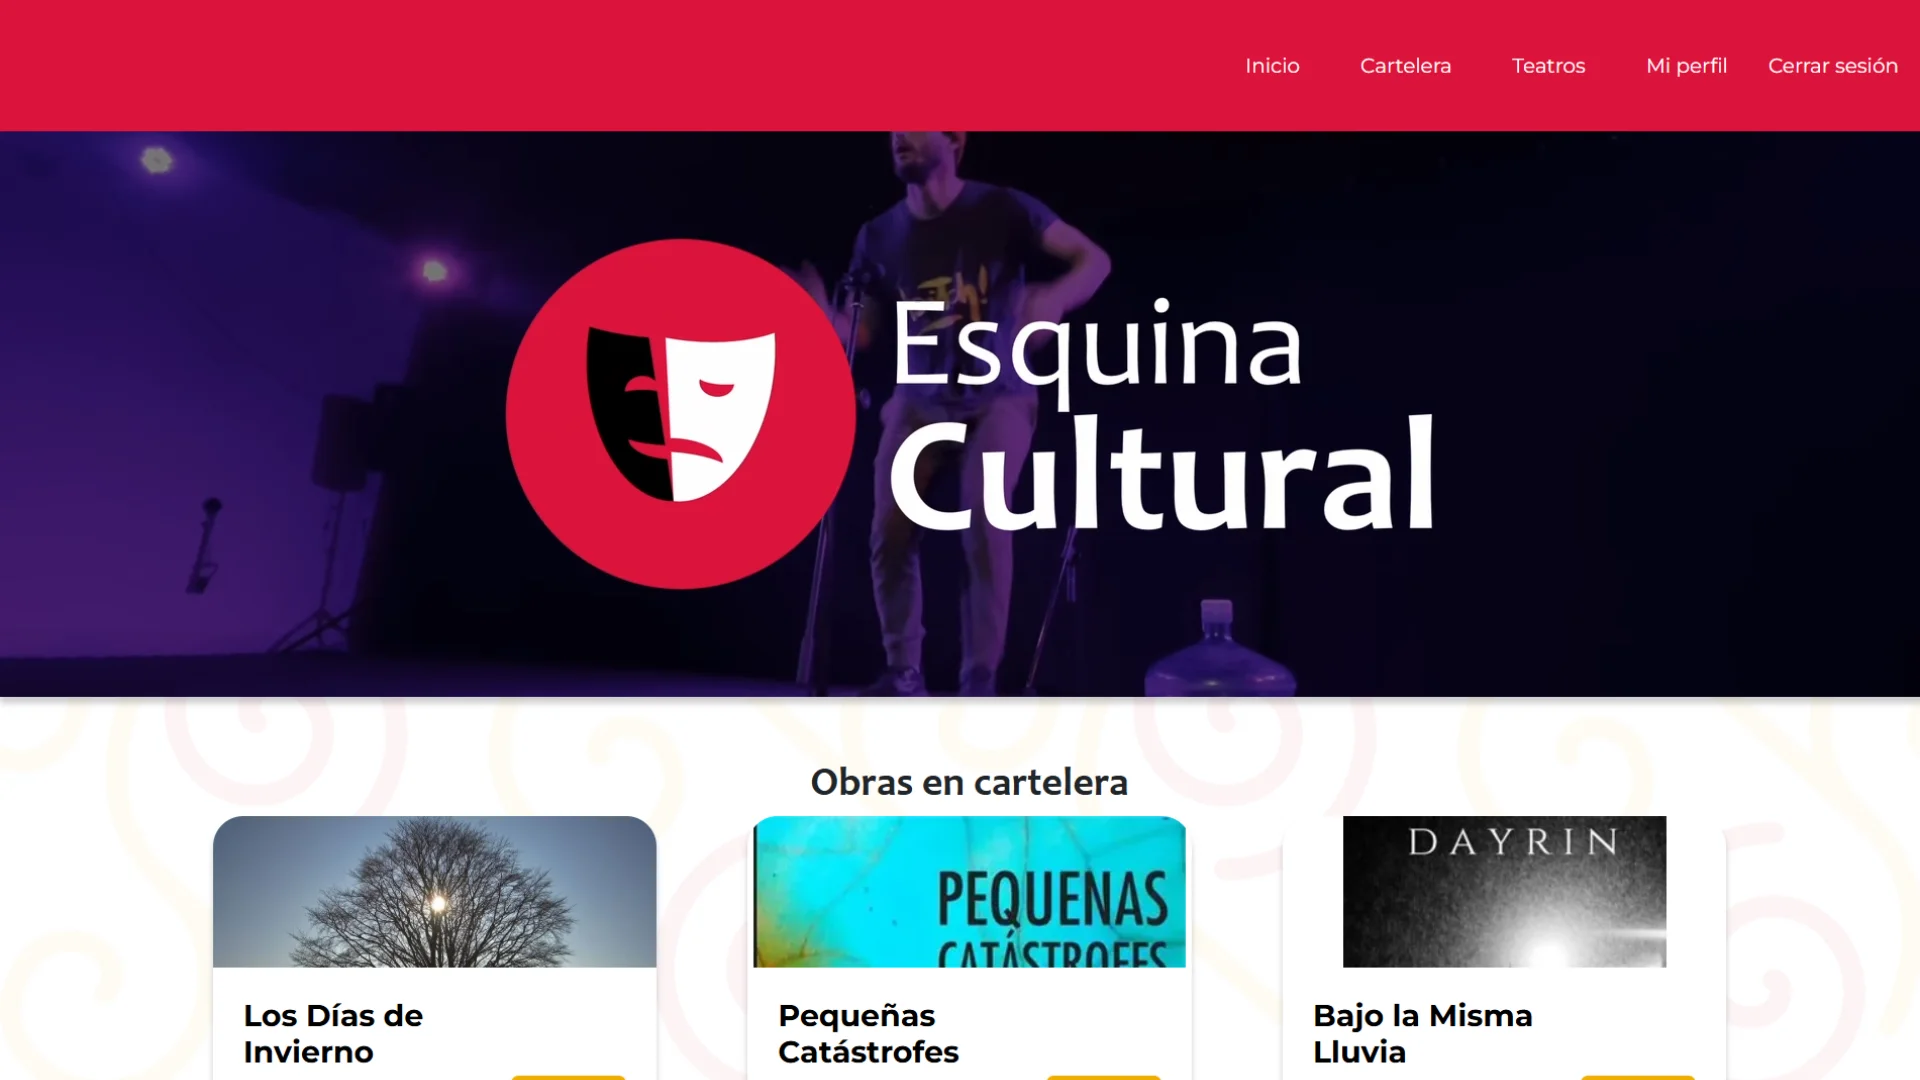 Inicio Cartelera Teatros Mi perfil Cerrar sesión
Esquina
Cultural
Obras en cartelera
PEQUENAS
CATÁSTROFES
DAYRIN
Los Días de
Invierno
Pequeñas
Catástrofes
Bajo la Misma
Lluvia